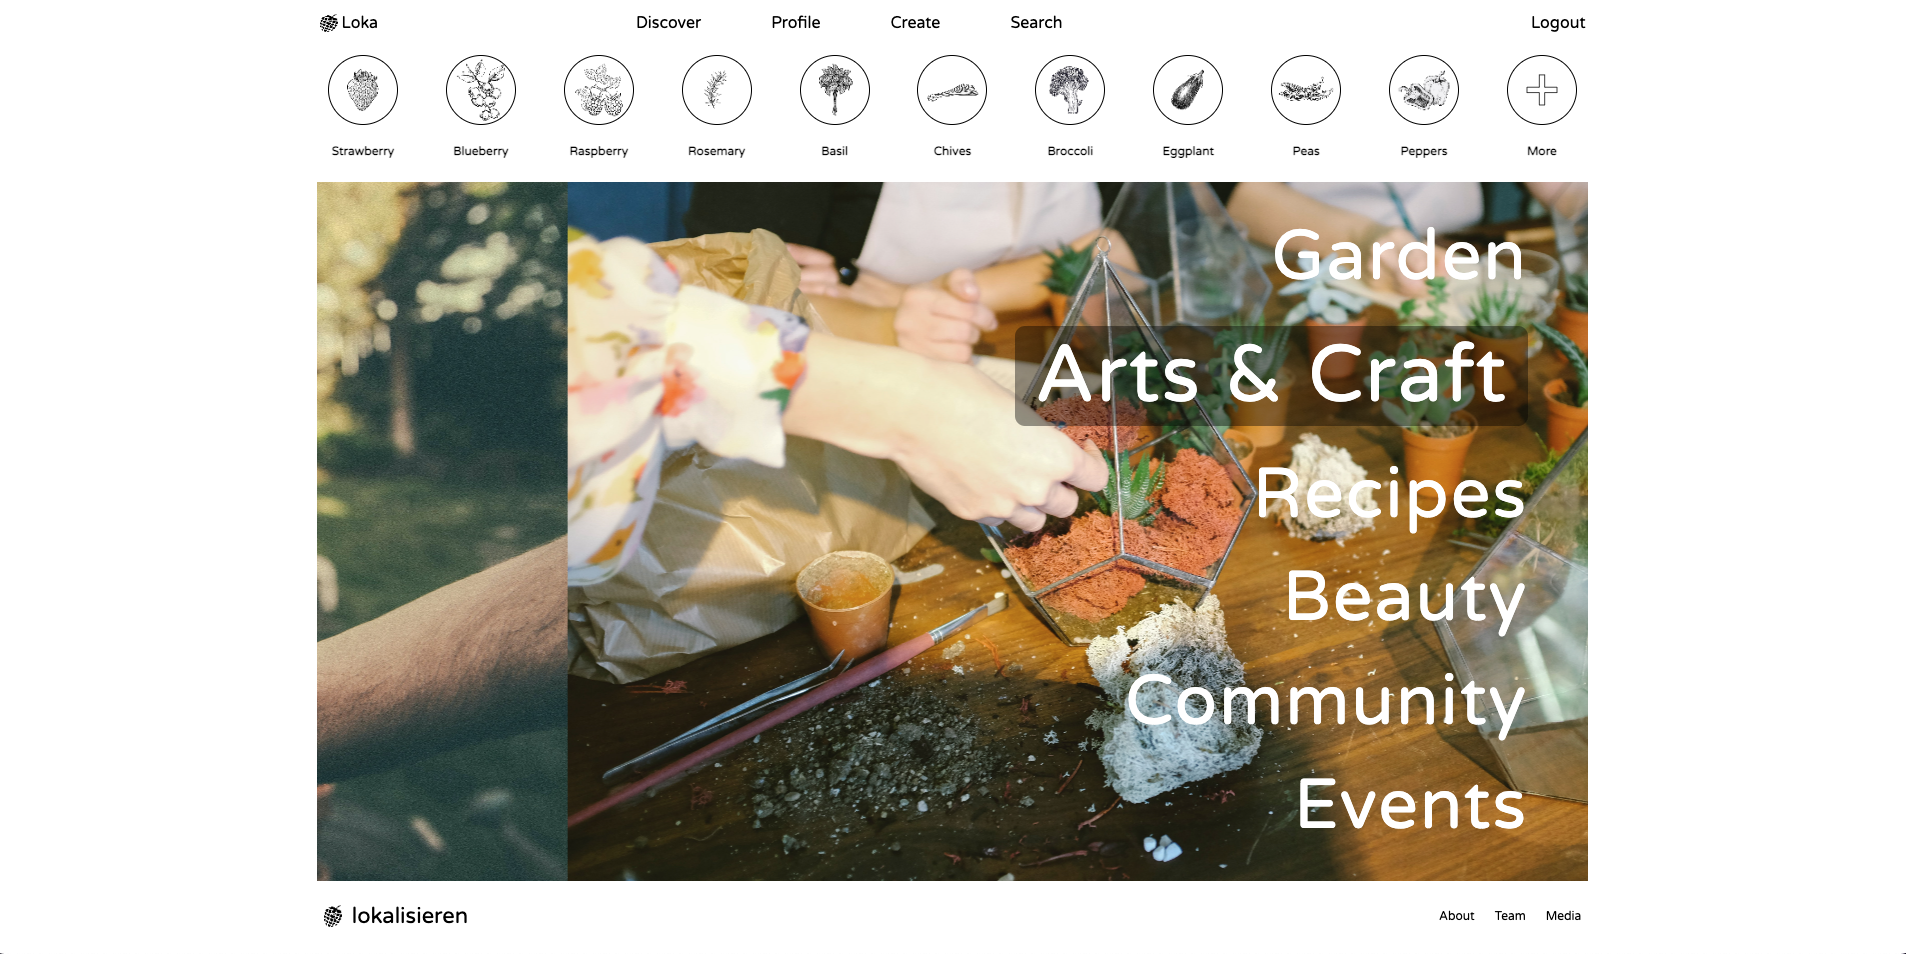 Loka Discover Profile Create Search Logout
Strawberry Blueberry Raspberry Rosemary Basil Chives Broccoli Eggplant Peas Peppers More
Garden
Arts & Craft
Recipes
Beauty
Community
Events
lokalisieren About Team Media